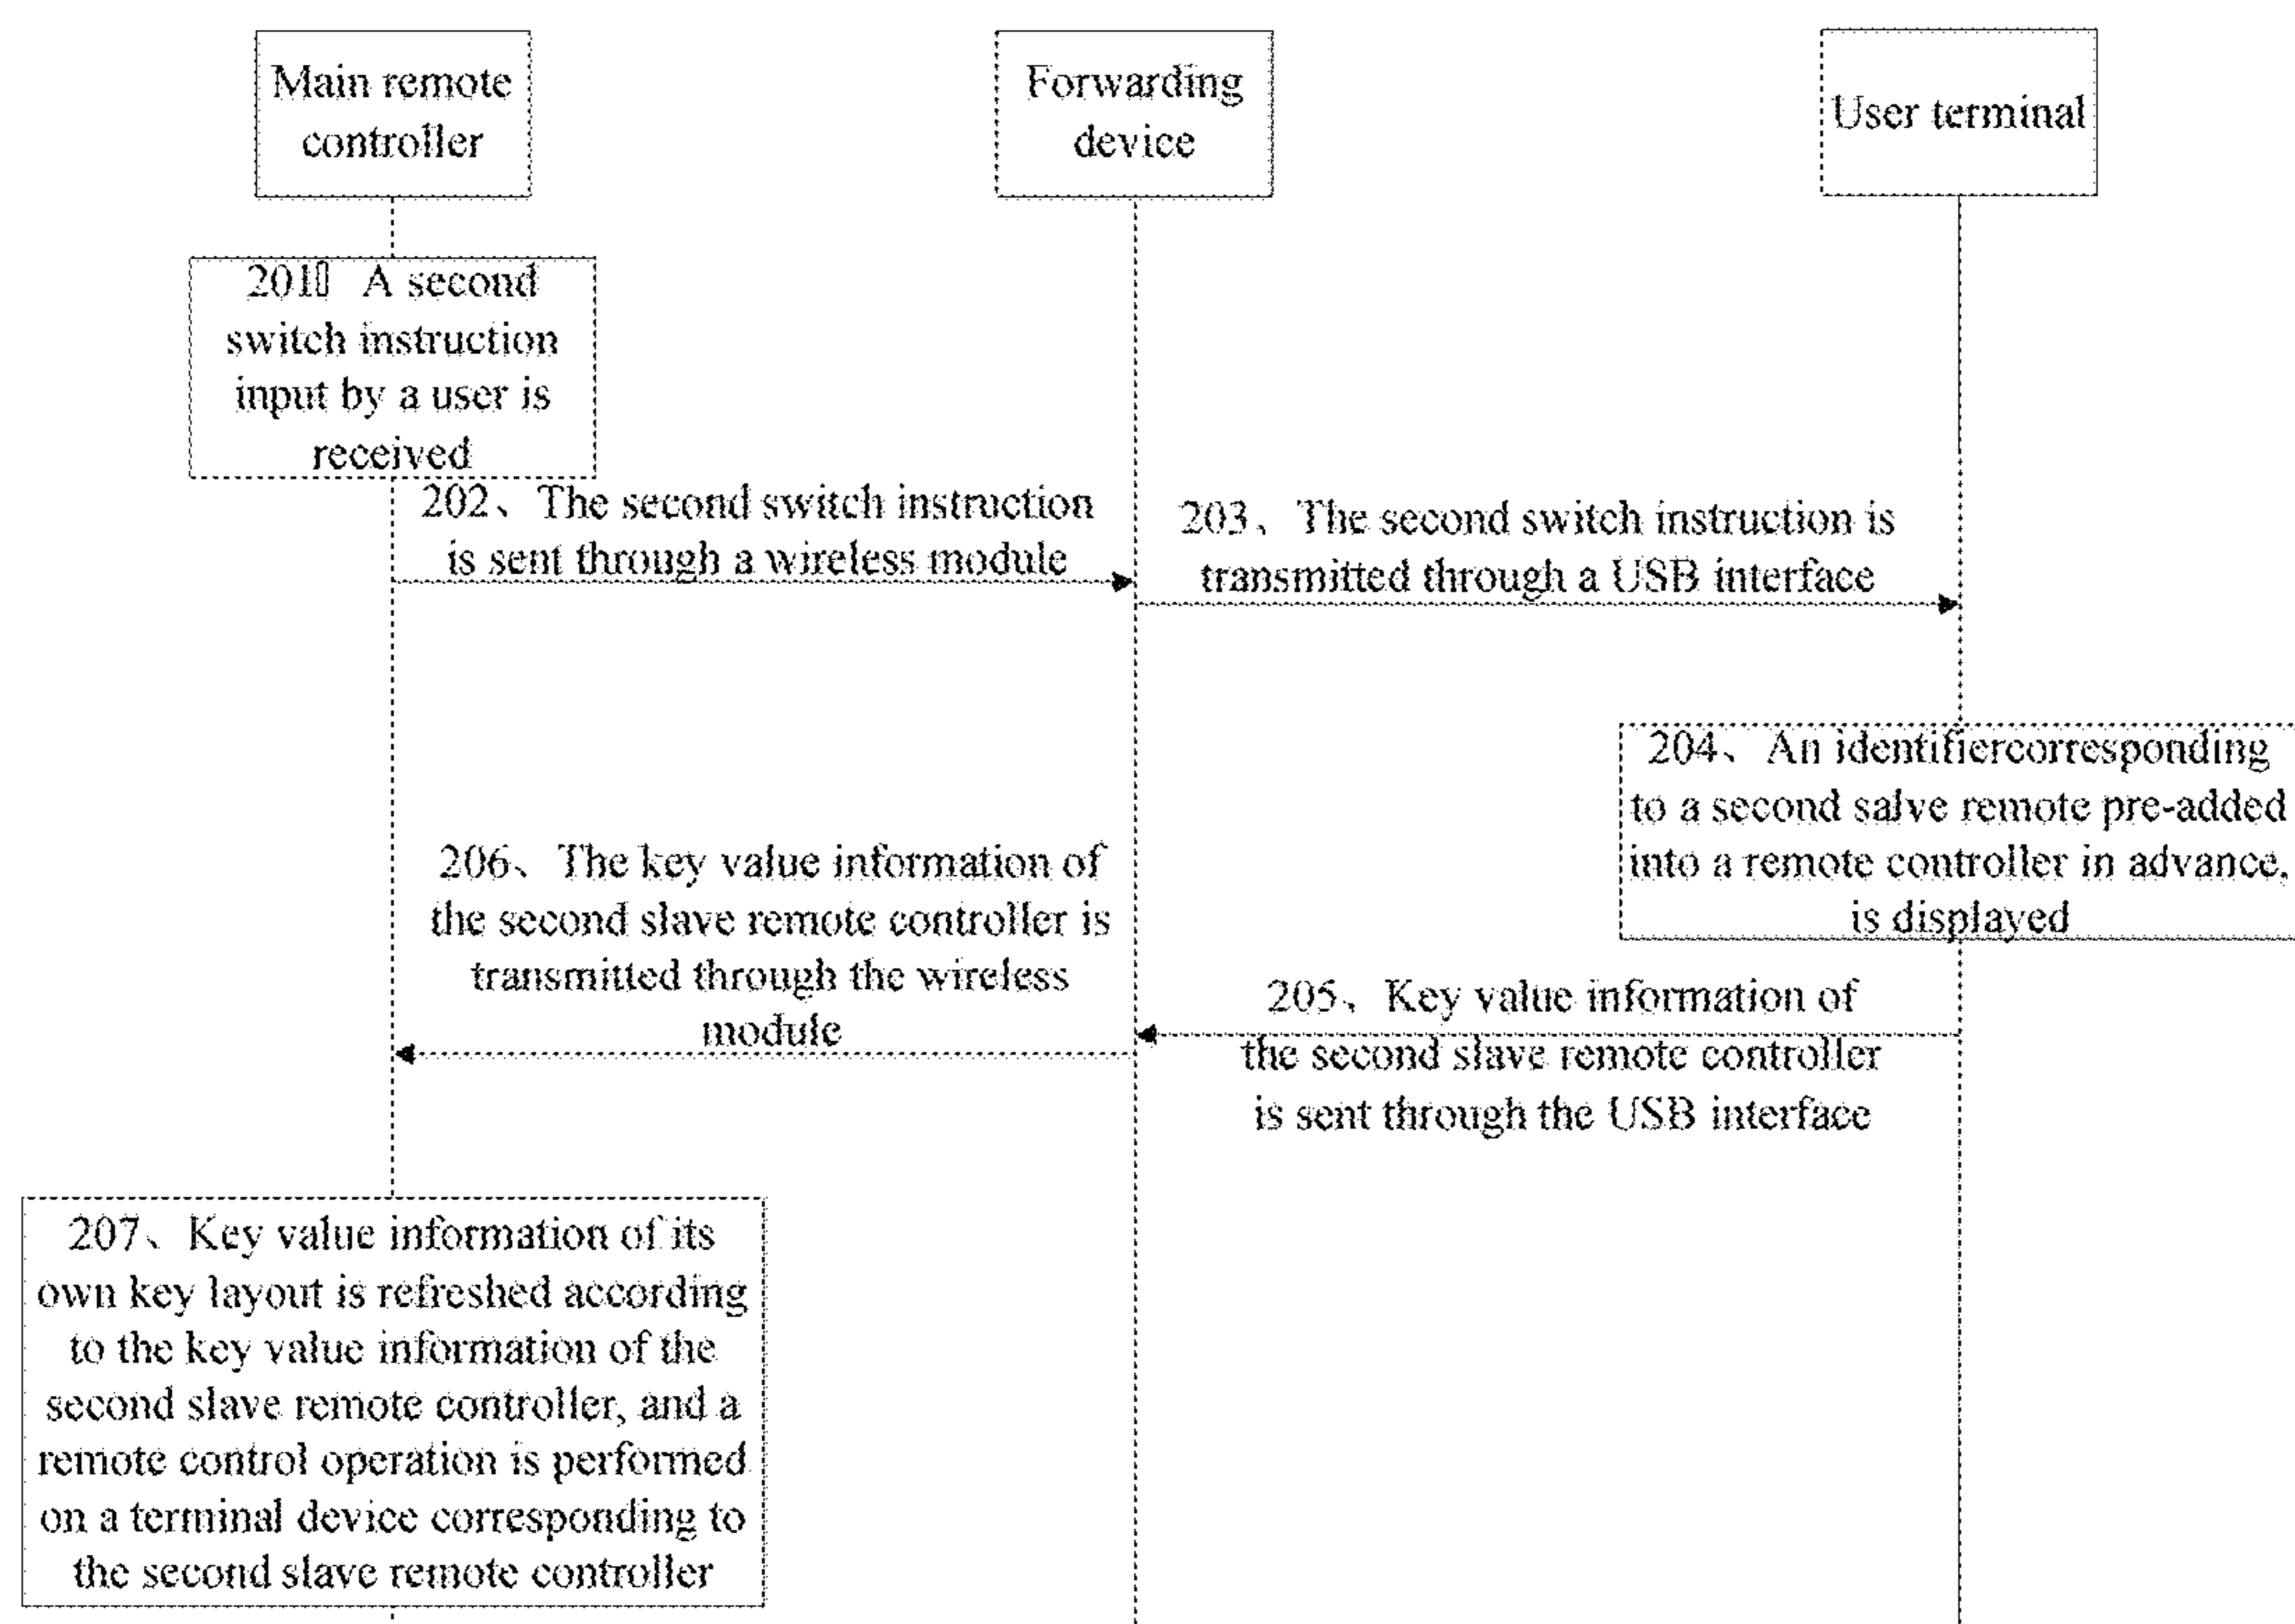 Main remote
controller
Forwarding
device
User terminal
201▯ A second
switch instruction
input by a user is
received
202、The second switch instruction
is sent through a wireless module
203、The second switch instruction is
transmitted through a USB interface
204、An identifiercorresponding
to a second salve remote pre-added
into a remote controller in advance,
is displayed
205、Key value information of
the second slave remote controller
is sent through the USB interface
206、The key value information of
the second slave remote controller is
transmitted through the wireless
module
207、Key value information of its
own key layout is refreshed according
to the key value information of the
second slave remote controller, and a
remote control operation is performed
on a terminal device corresponding to
the second slave remote controller